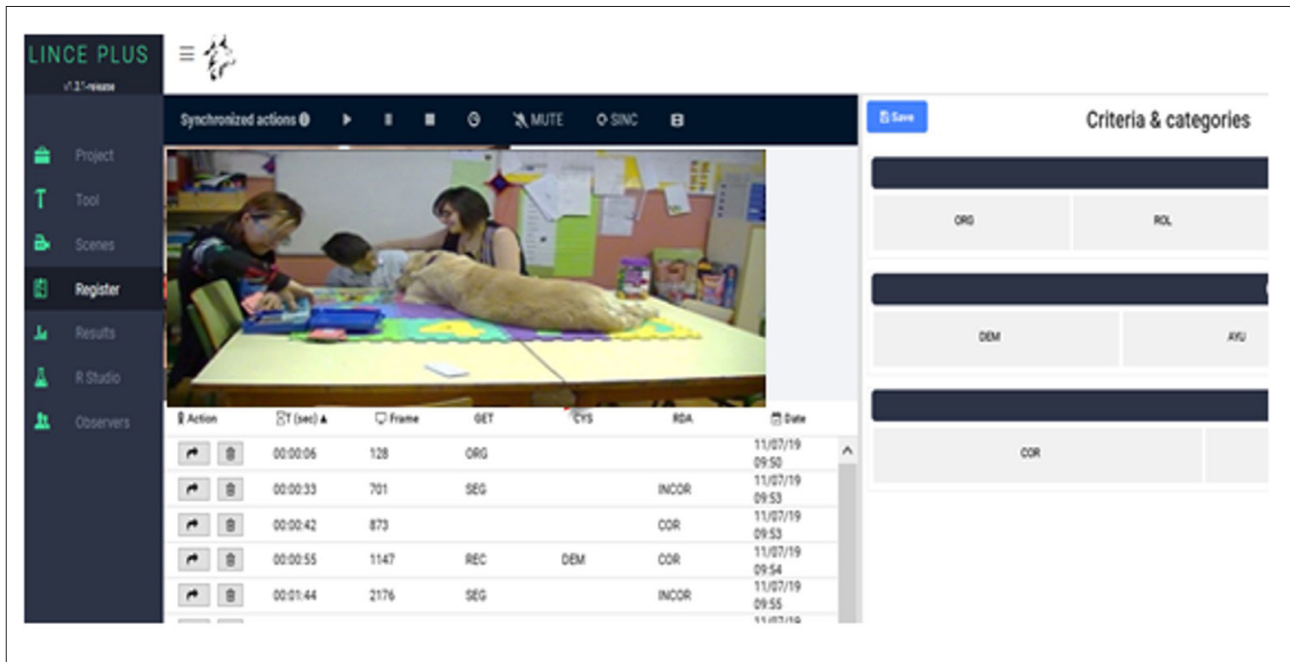 LINCE PLUS
v1.3.1-release
Project
Tool
Scenes
Register
Results
R Studio
Observers
Synchronized actions MUTE SINC
Save Criteria & categories
ORG ROL
DEM AYU
COR
Action T (sec) Frame GET CYS RDA Date
00:00:06 128 ORG 11/07/19 09:50
00:00:33 701 SEG INCOR 11/07/19 09:53
00:00:42 873 COR 11/07/19 09:53
00:00:55 1147 REC DEM COR 11/07/19 09:54
00:01:44 2176 SEG INCOR 11/07/19 09:55
11/07/19